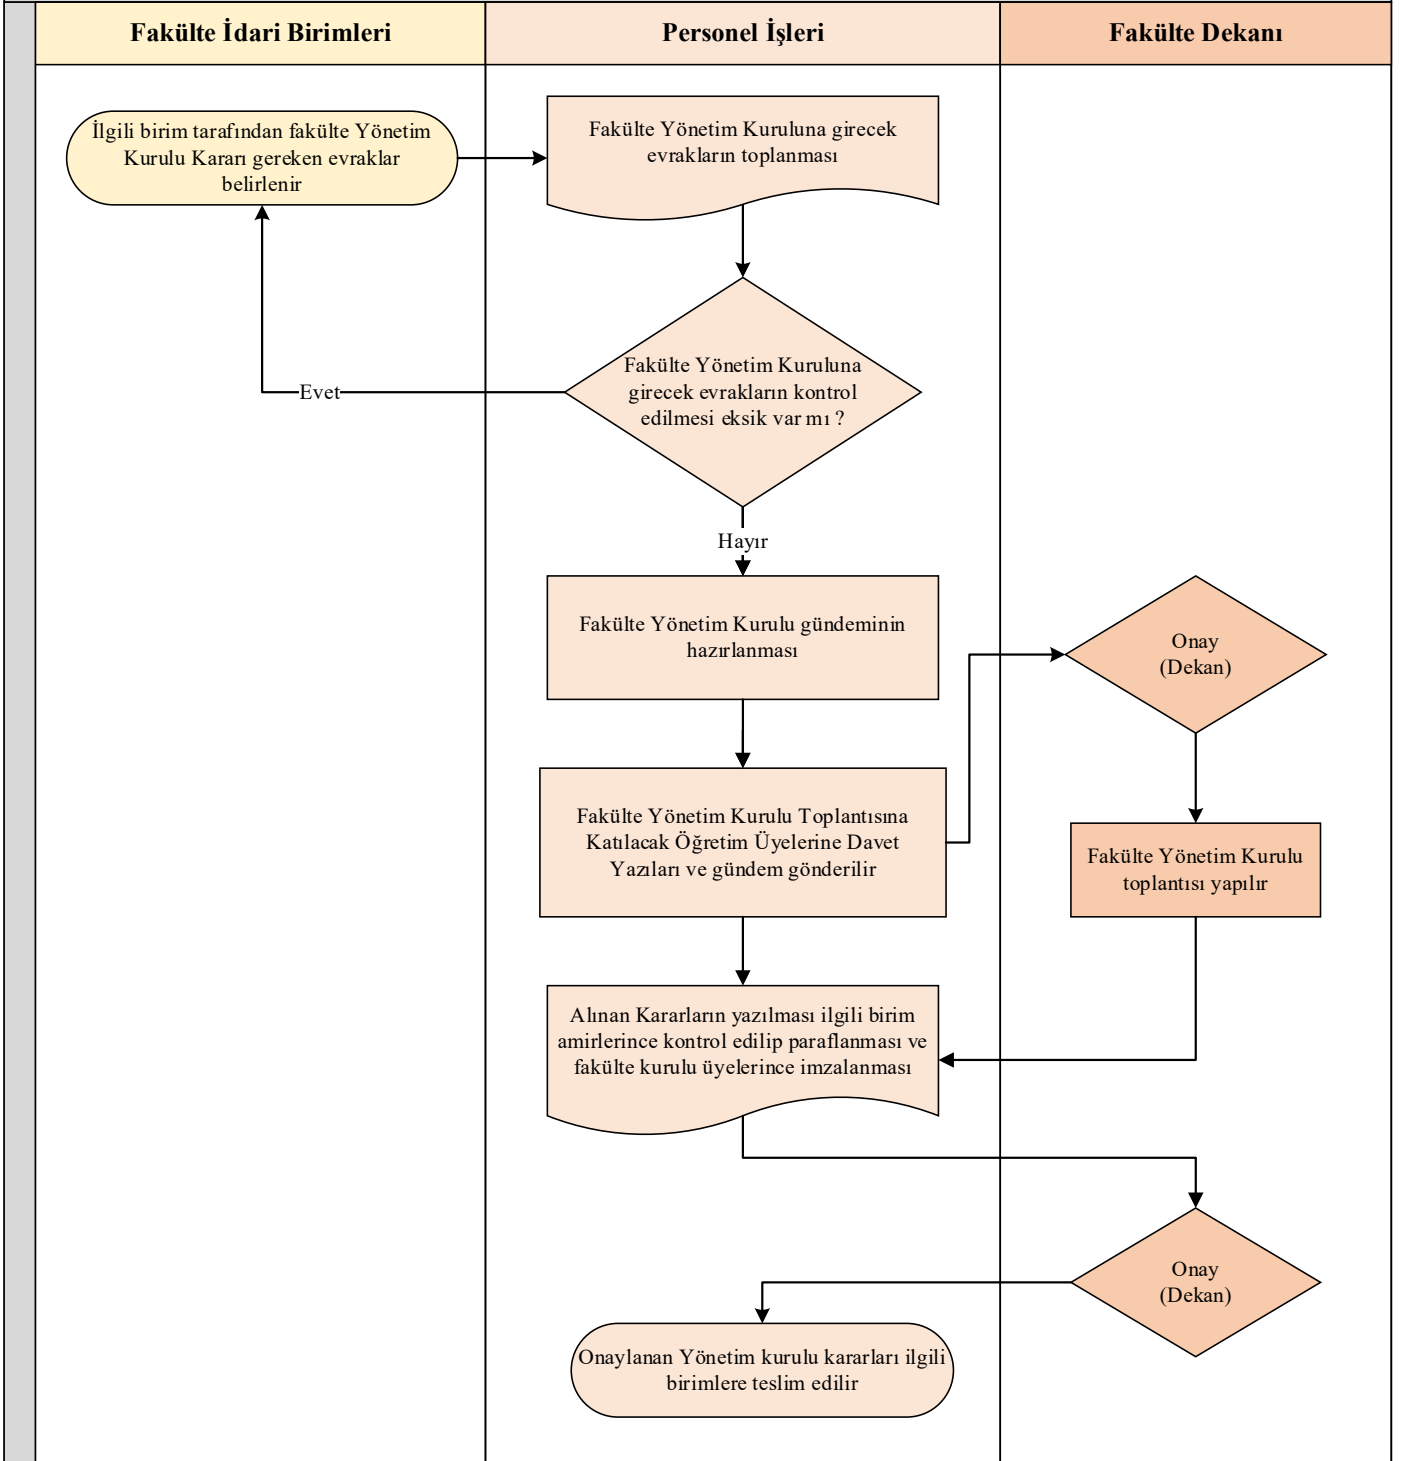 Fakülte İdari Birimleri
Personel İşleri
Fakülte Dekanı
İlgili birim tarafından fakülte Yönetim
Kurulu Kararı gereken evraklar
belirlenir
Fakülte Yönetim Kuruluna girecek
evrakların toplanması
Fakülte Yönetim Kuruluna
girecek evrakların kontrol
edilmesi eksik var mı ?
Evet
Hayır
Fakülte Yönetim Kurulu gündeminin
hazırlanması
Onay
(Dekan)
Fakülte Yönetim Kurulu Toplantısına
Katılacak Öğretim Üyelerine Davet
Yazıları ve gündem gönderilir
Fakülte Yönetim Kurulu
toplantısı yapılır
Alınan Kararların yazılması ilgili birim
amirlerince kontrol edilip paraflanması ve
fakülte kurulu üyelerince imzalanması
Onay
(Dekan)
Onaylanan Yönetim kurulu kararları ilgili
birimlere teslim edilir